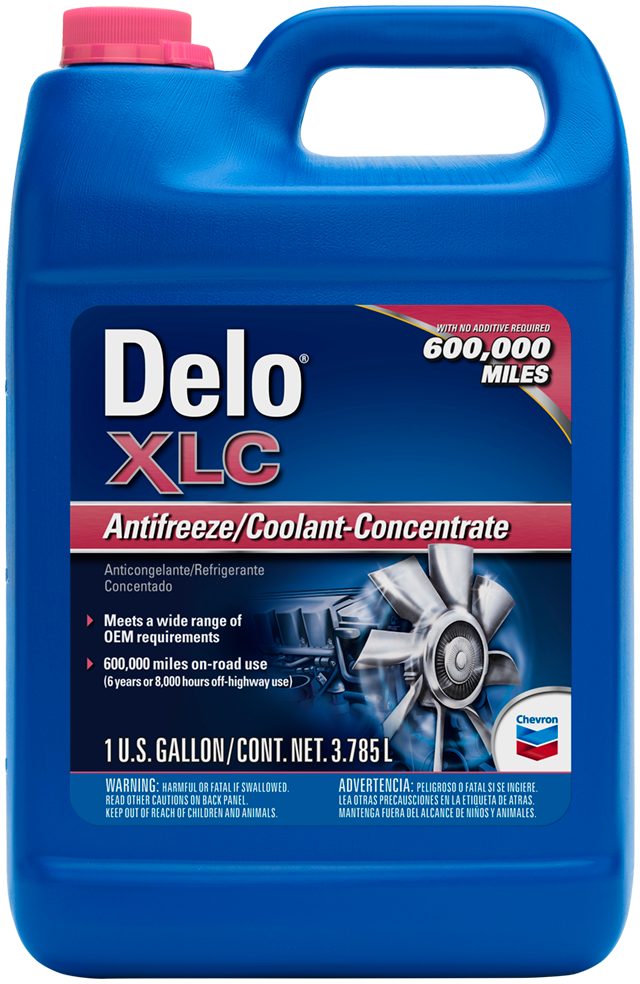 WITH NO ADDITIVE REQUIRED
600,000
MILES
Delo®
XLC
Antifreeze/Coolant-Concentrate
Anticongelante/Refrigerante
Concentado
Meets a wide range of
OEM requirements
600,000 miles on-road use
(6 years or 8,000 hours off-highway use)
Chevron
1 U.S. GALLON/CONT. NET. 3.785 L
WARNING: HARMFUL OR FATAL IF SWALLOWED.
READ OTHER CAUTIONS ON BACK PANEL.
KEEP OUT OF REACH OF CHILDREN AND ANIMALS.
ADVERTENCIA: PELIGROSO O FATAL SI SE INGIERE.
LEA OTRAS PRECAUSCIONES EN LA ETIQUETA DE ATRAS.
MANTENGA FUERA DEL ALCANCE DE NIÑOS Y ANIMALES.